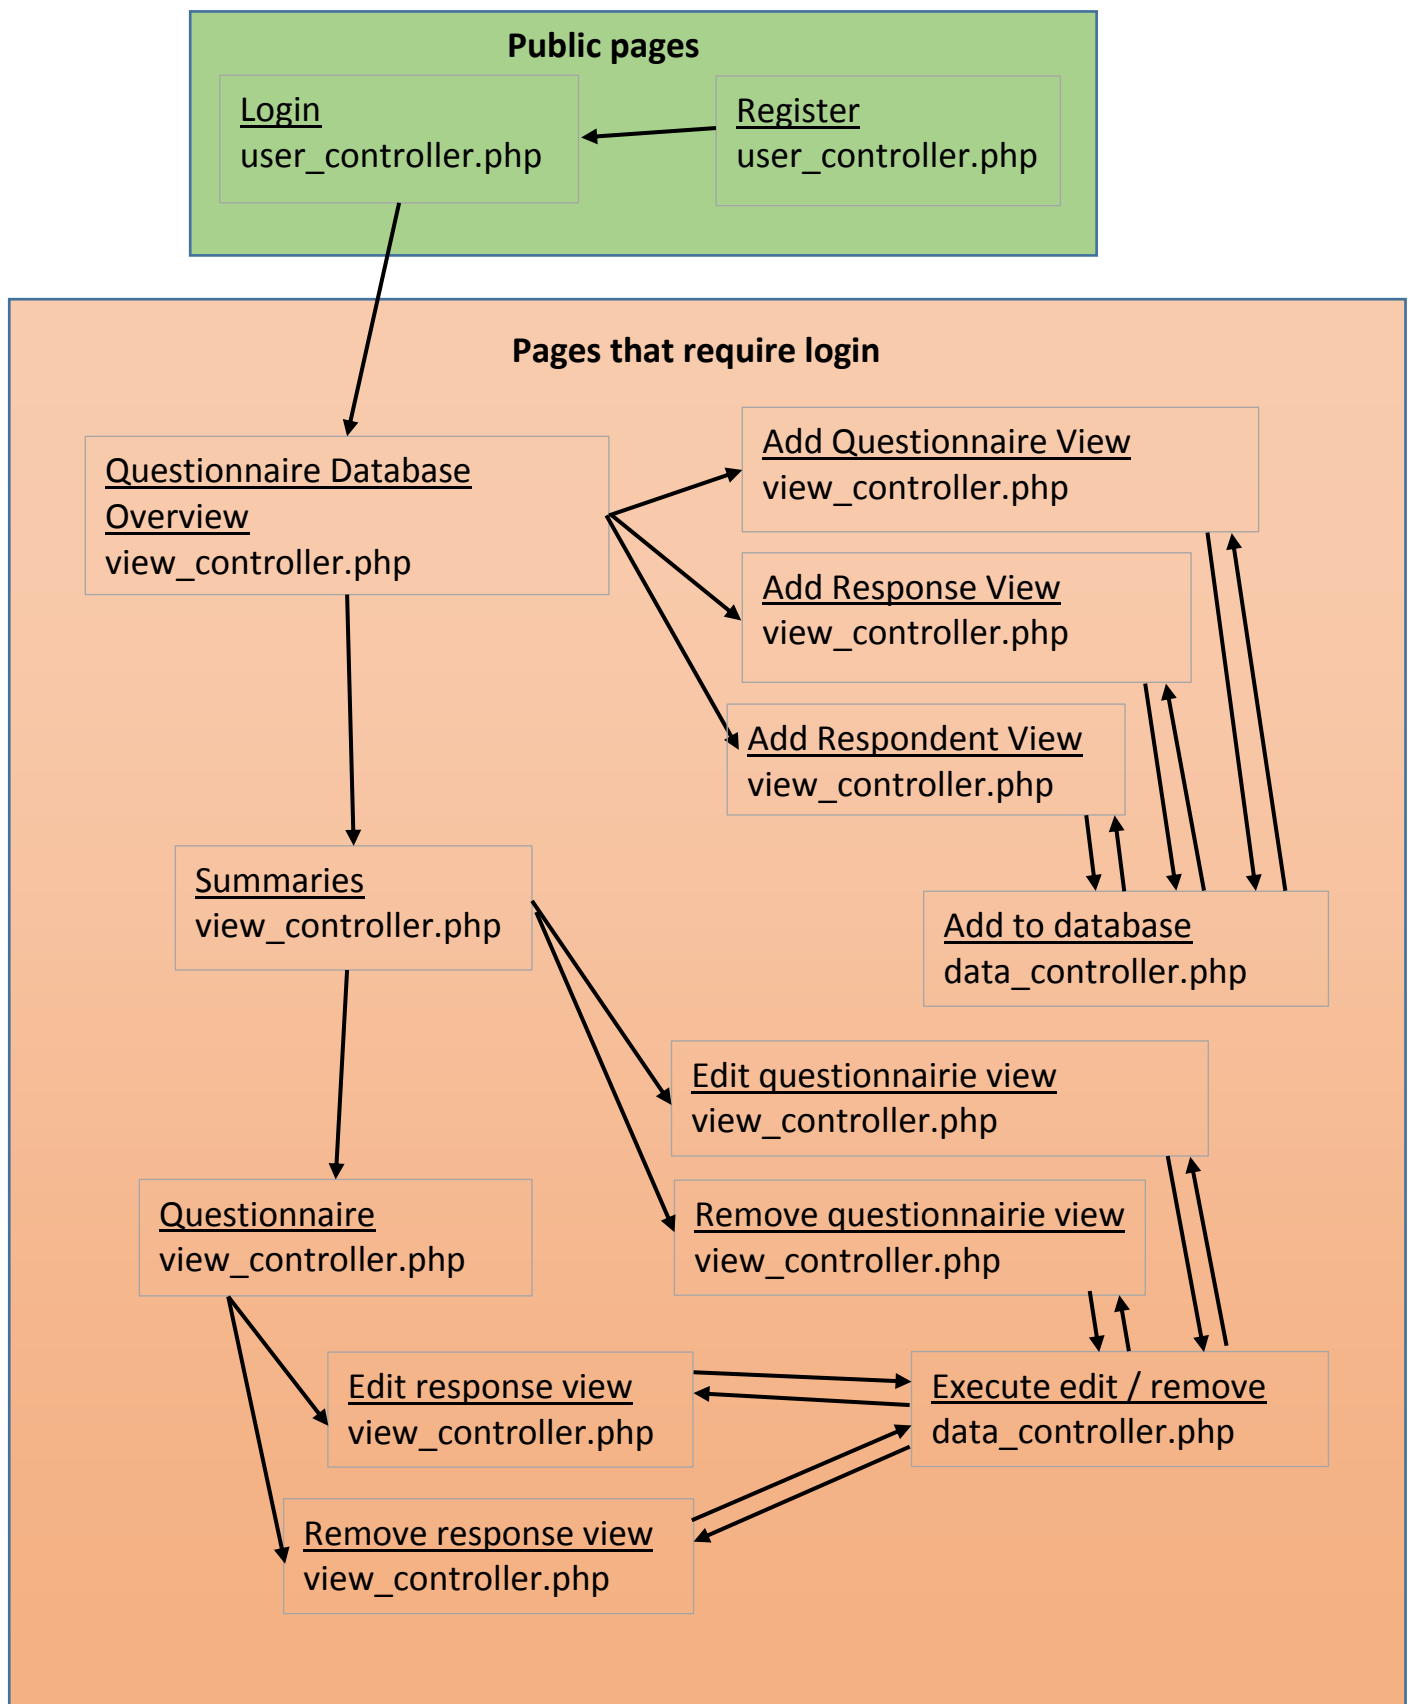 Public pages
Login
user_controller.php
Register
user_controller.php
Pages that require login
Questionnaire Database
Overview
view_controller.php
Add Questionnaire View
view_controller.php
Add Response View
view_controller.php
Add Respondent View
view_controller.php
Summaries
view_controller.php
Add to database
data_controller.php
Edit questionnairie view
view_controller.php
Questionnaire
view_controller.php
Remove questionnairie view
view_controller.php
Edit response view
view_controller.php
Execute edit / remove
data_controller.php
Remove response view
view_controller.php